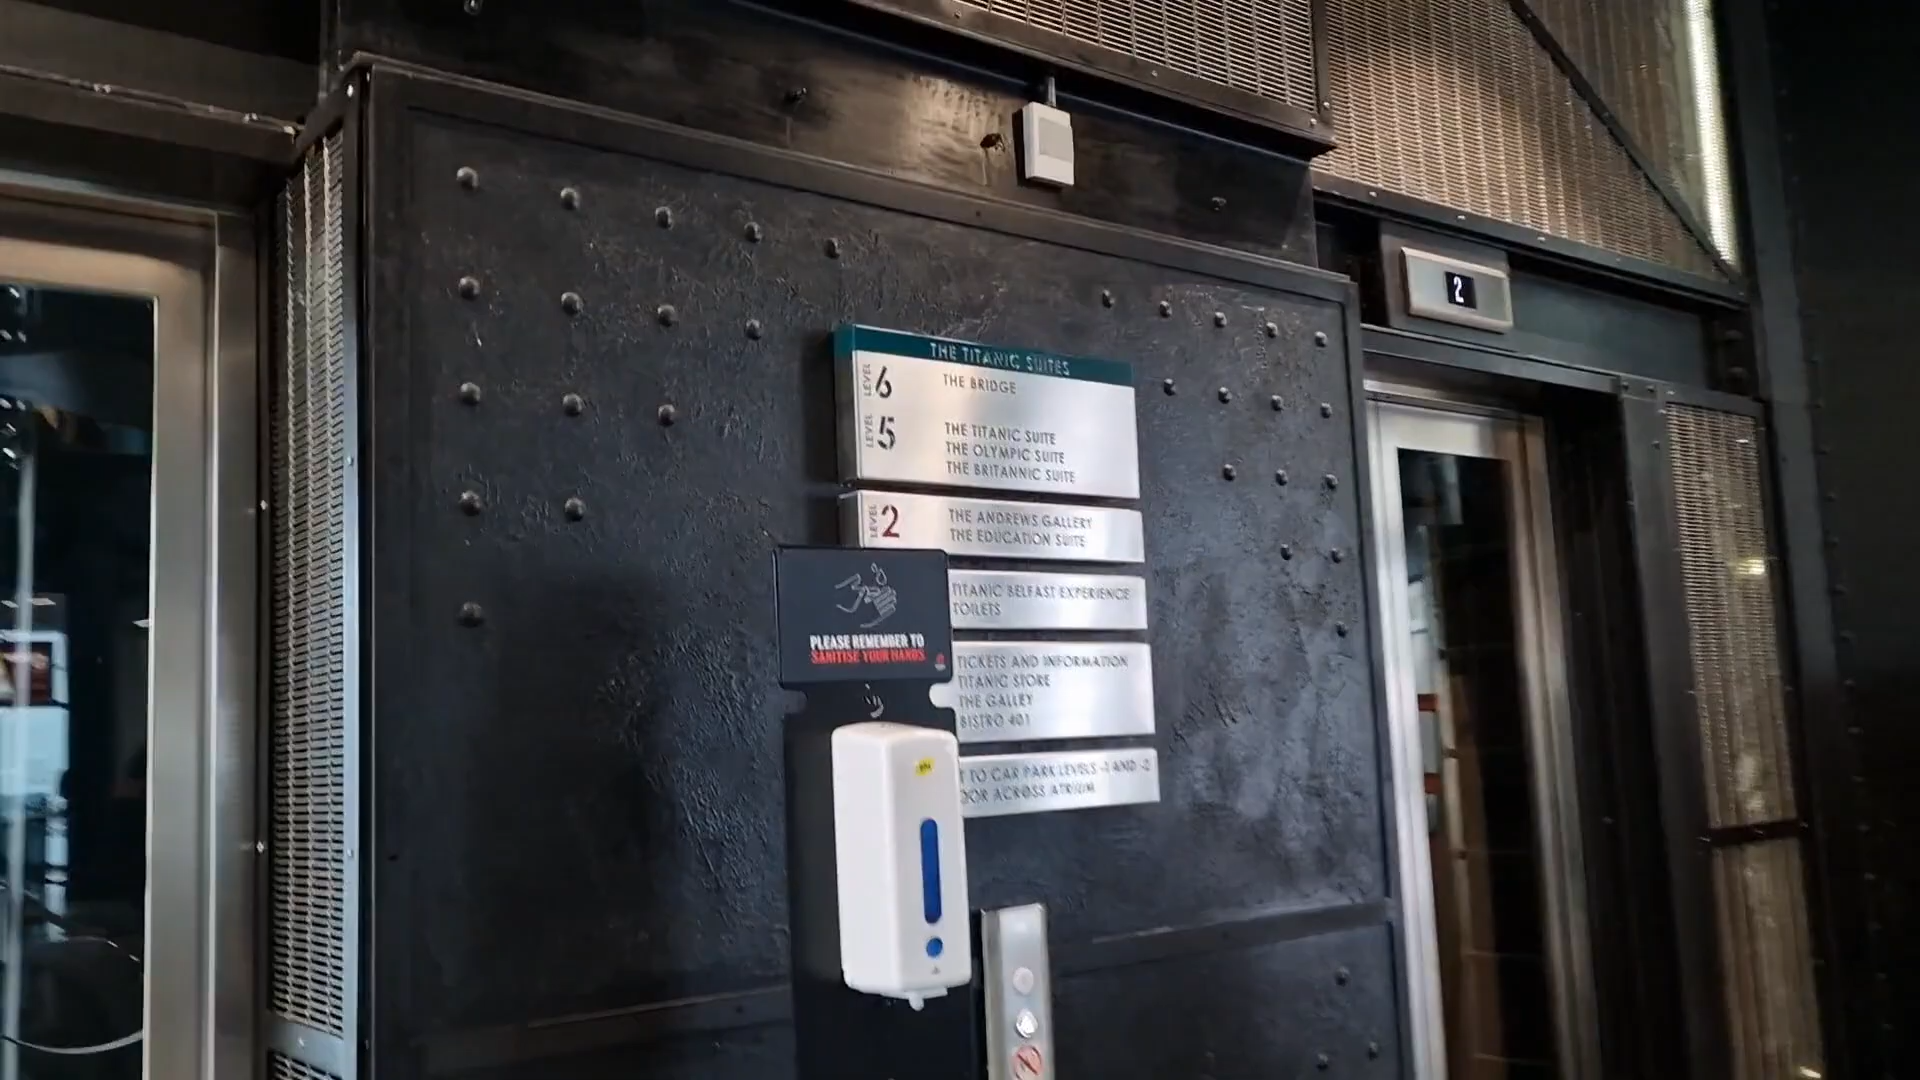 2
THE TITANIC SUITES
LEVEL 6
THE BRIDGE
LEVEL 5
THE TITANIC SUITE
THE OLYMPIC SUITE
THE BRITANNIC SUITE
LEVEL 2
THE ANDREWS GALLERY
THE EDUCATION SUITE
TITANIC BELFAST EXPERIENCE
TOILETS
TICKETS AND INFORMATION
TITANIC STORE
THE GALLEY
BISTRO 401
TO CAR PARK LEVELS -1 AND -2
ACROSS ATRIUM
PLEASE REMEMBER TO
SANITISE YOUR HANDS